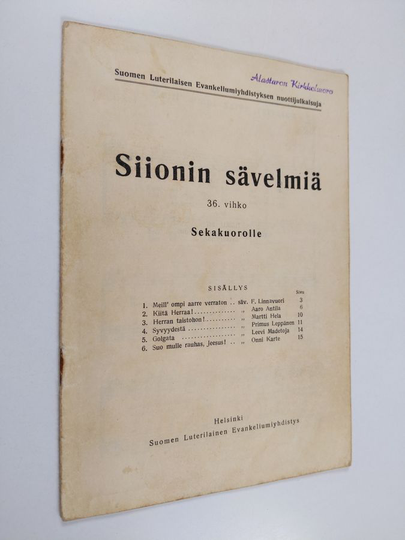 Alastaron Kirkkokuoro
Suomen Luterilaisen Evankeliumiyhdistyksen nuottijulkaisuja
Siionin sävelmiä
36. vihko
Sekakuorolle
SISÄLLYS
Sivu
1. Meill' ompi aarre verraton .. säv. F. Linnavuori 3
2. Kiitä Herraa! .............. „ Aaro Antila 6
3. Herran taistohon! .......... „ Martti Hela 10
4. Syvyydestä ................ „ Primus Leppänen 11
5. Golgata .................. „ Leevi Madetoja 14
6. Suo mulle rauhas, Jeesus! .. „ Onni Karte 15
Helsinki
Suomen Luterilainen Evankeliumiyhdistys